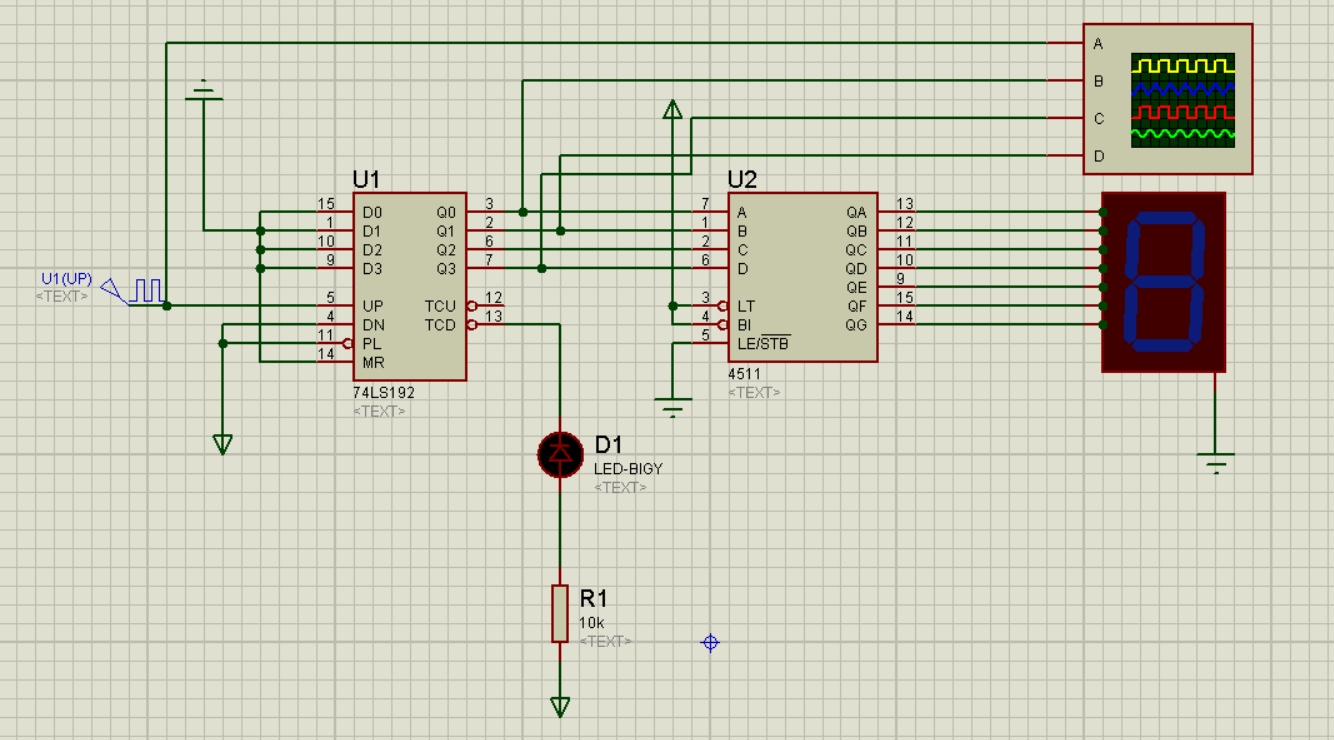 A
B
C
D
U1
15 D0 Q0 3
1 D1 Q1 2
10 D2 Q2 6
9 D3 Q3 7
5 UP TCU 12
4 DN TCD 13
11 PL
14 MR
74LS192
<TEXT>
U1(UP)
<TEXT>
U2
7 A QA 13
1 B QB 12
2 C QC 11
6 D QD 10
QE 9
3 LT QF 15
4 BI QG 14
5 LE/STB
4511
<TEXT>
D1
LED-BIGY
<TEXT>
R1
10k
<TEXT>